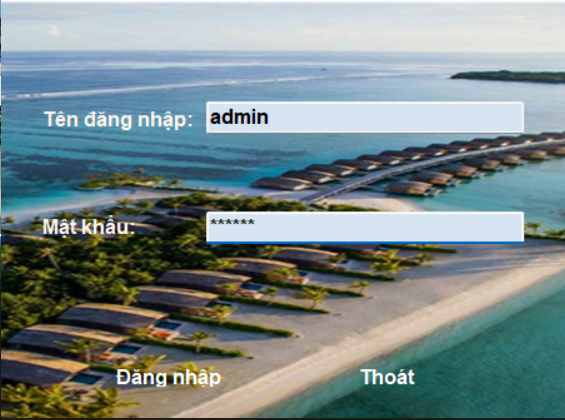 Tên đăng nhập: admin
Mật khẩu: ******
Đăng nhập Thoát